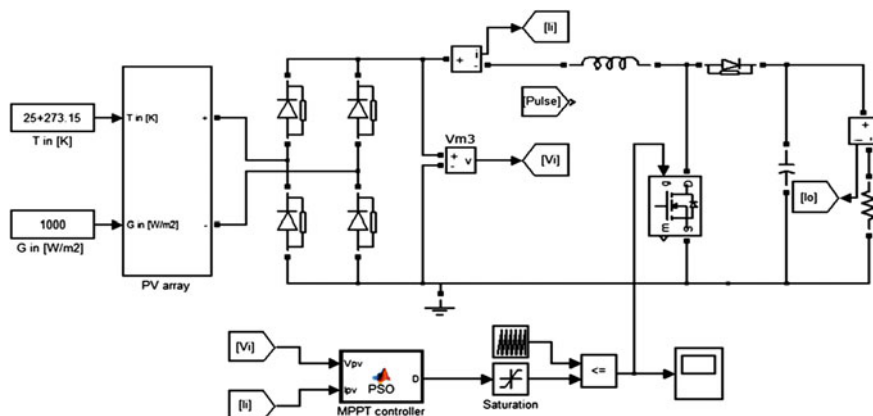 [Ii]
[Pulse]
25+273.15
T in [K]
T in [K]
+
-
+
i
-
Vm3
+
-
v
[Vi]
1000
G in [W/m2]
G in [W/m2]
-
PV array
g
D
m
S
+
i
-
[Io]
[Vi]
[Ii]
Vpv
Ipv
PSO
D
MPPT controller
Saturation
<=